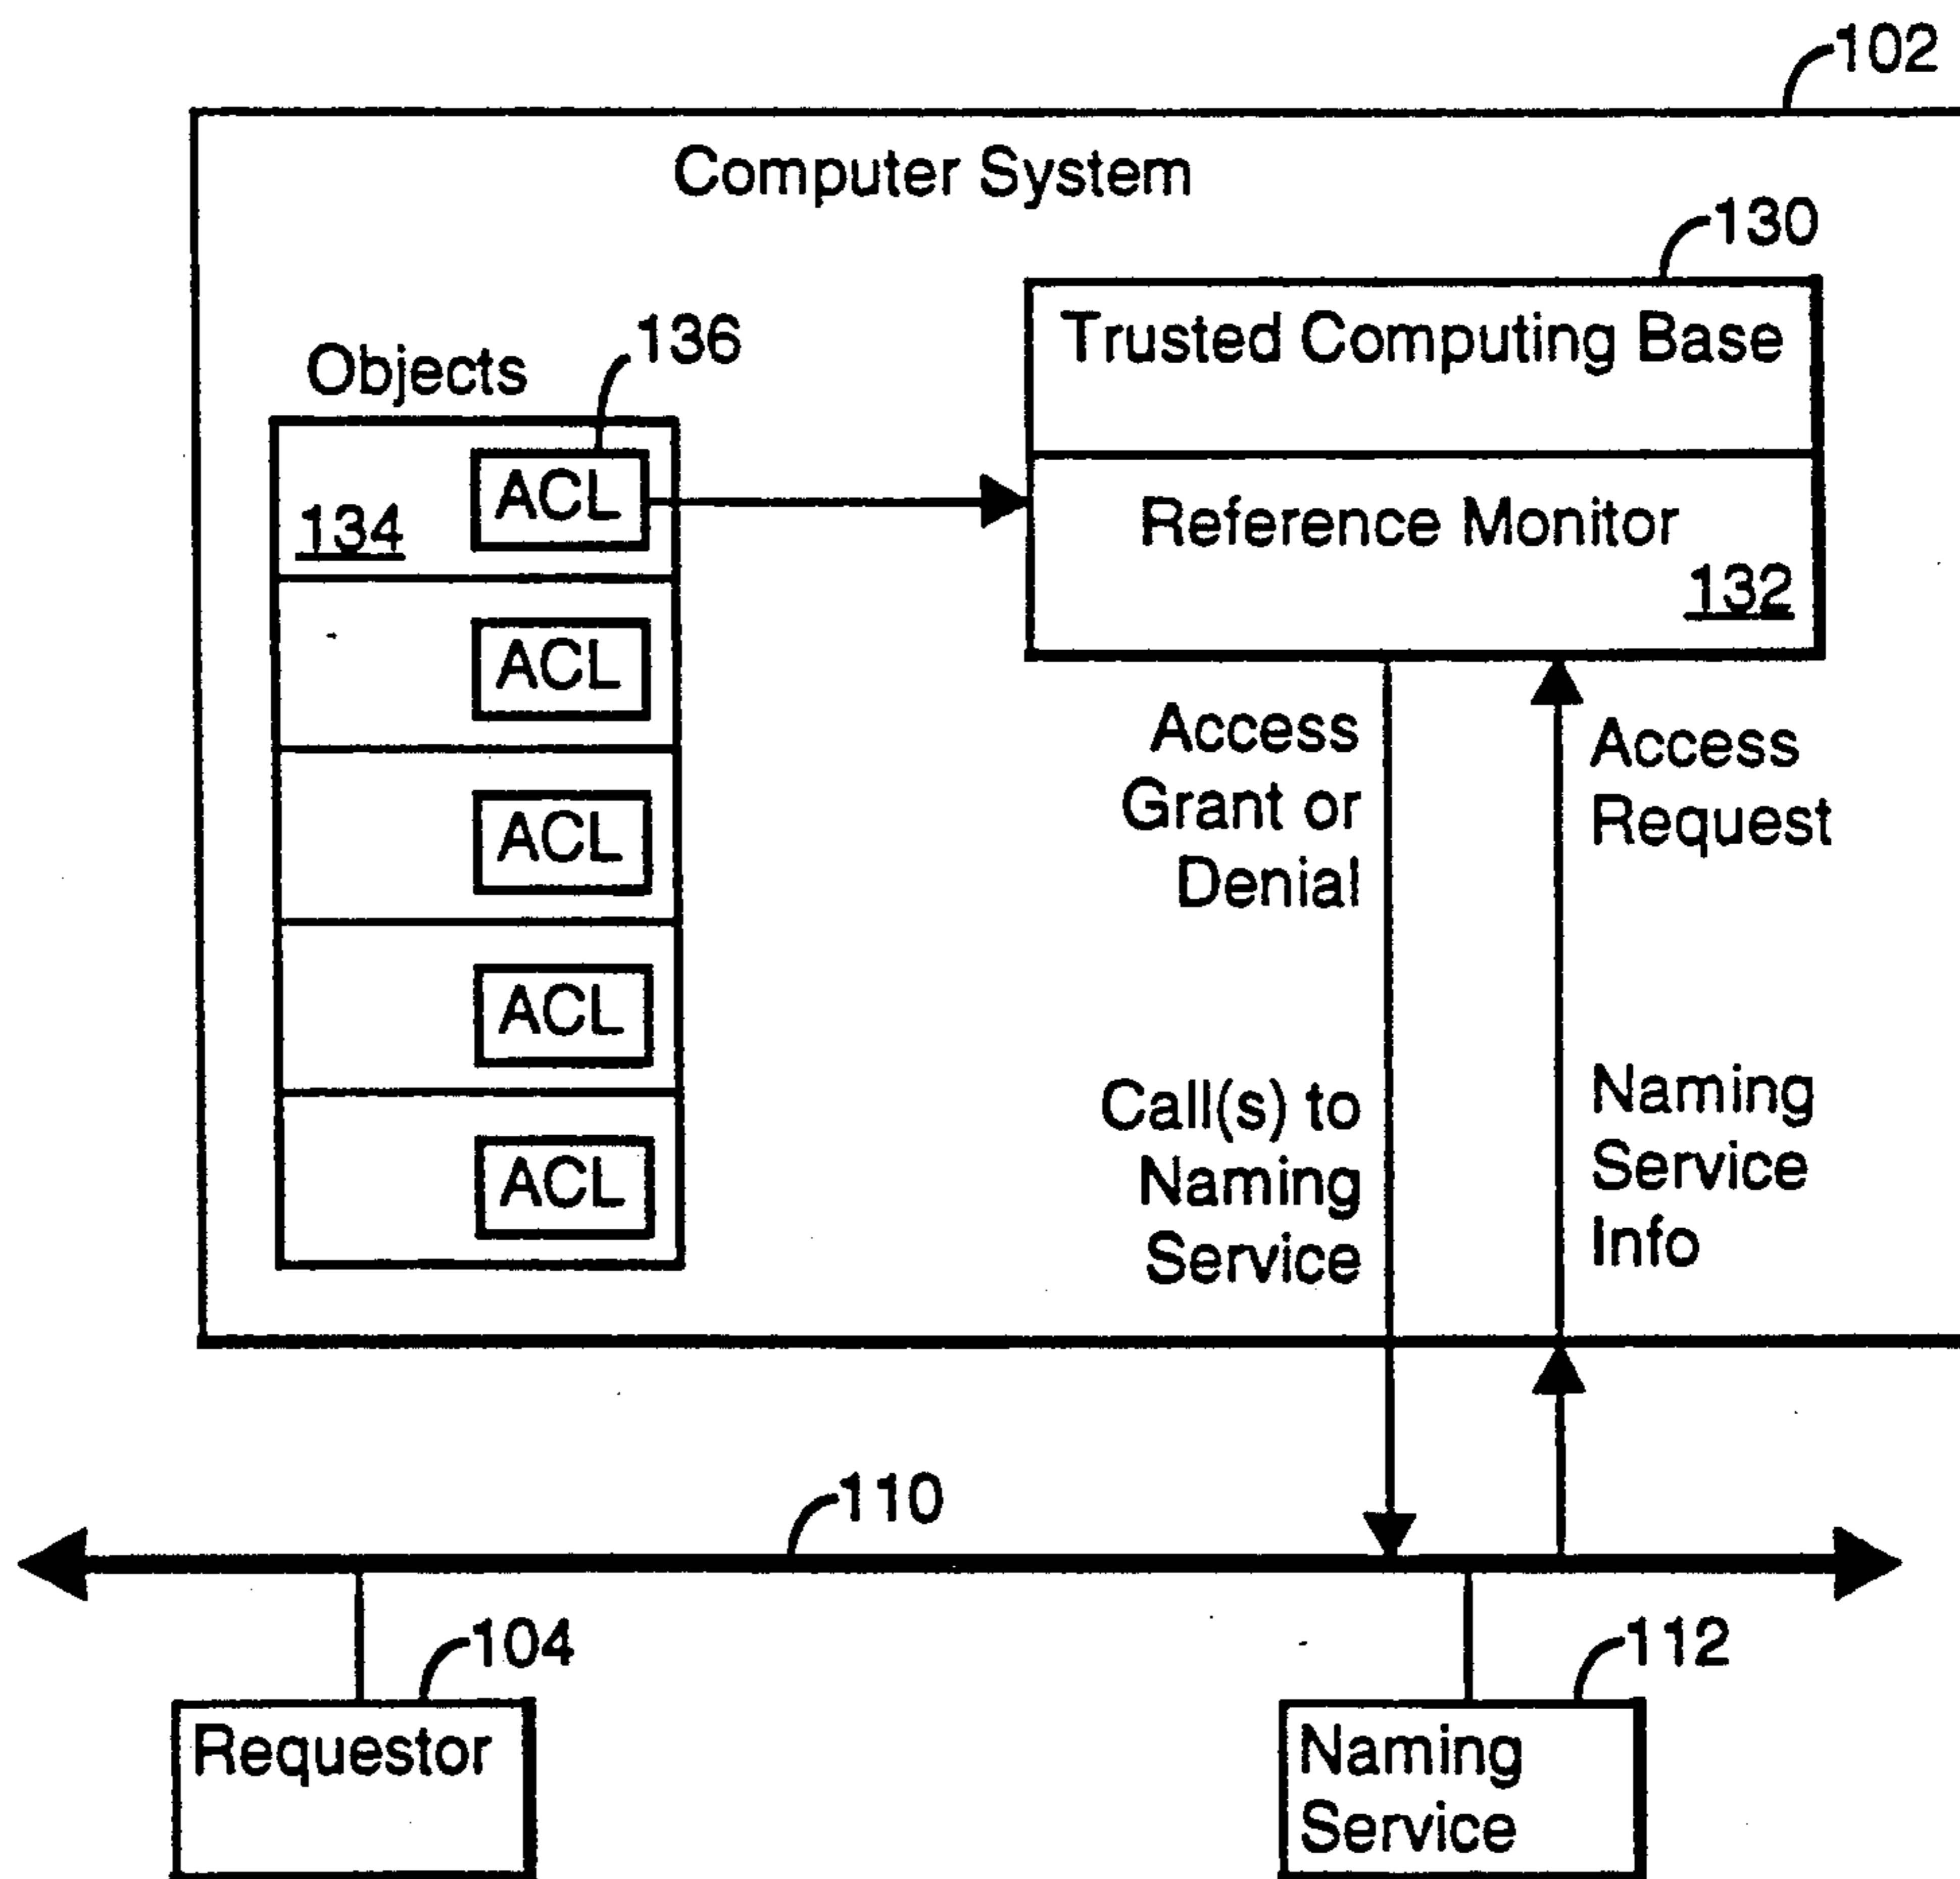 102
Computer System
130
Trusted Computing Base
136
Objects
ACL
134
Reference Monitor
132
ACL
ACL
ACL
ACL
Access
Grant or
Denial
Access
Request
Call(s) to
Naming
Service
Naming
Service
Info
110
104
112
Requestor
Naming
Service